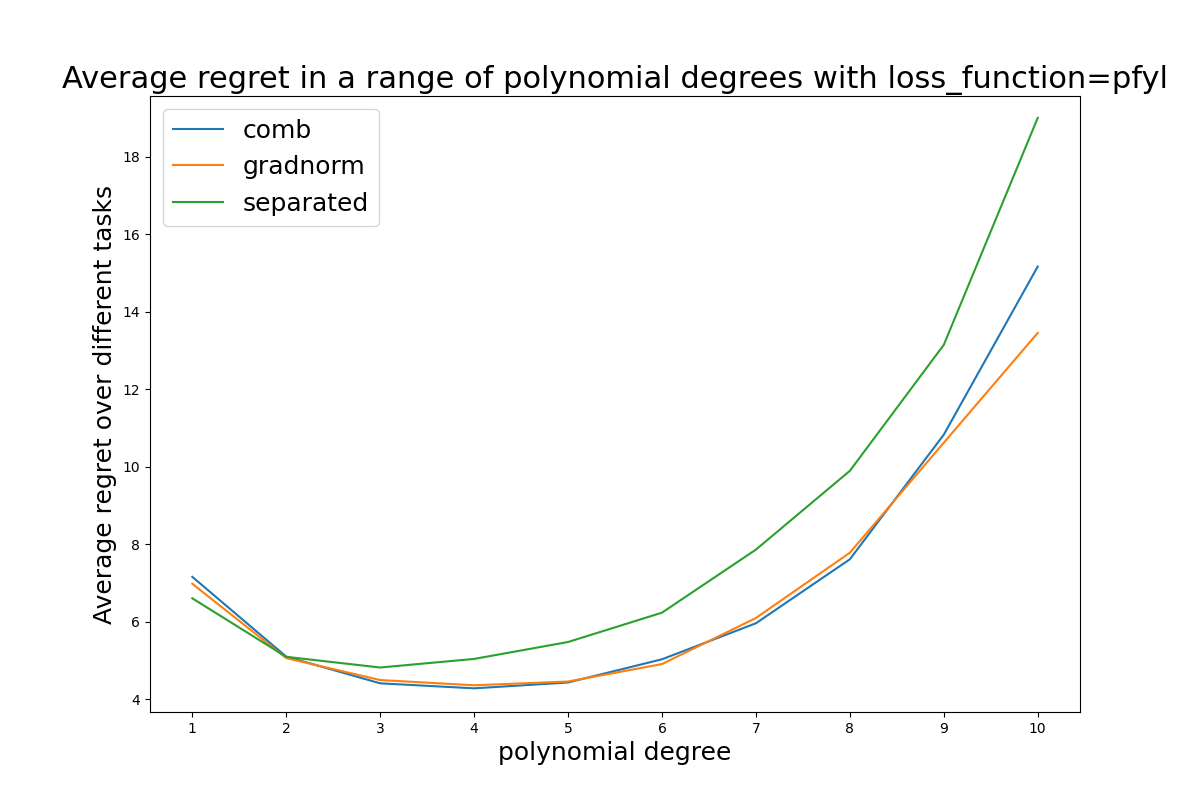 Average regret in a range of polynomial degrees with loss_function=pfyl
comb
gradnorm
separated
Average regret over different tasks
18
16
14
12
10
8
6
4
1 2 3 4 5 6 7 8 9 10
polynomial degree